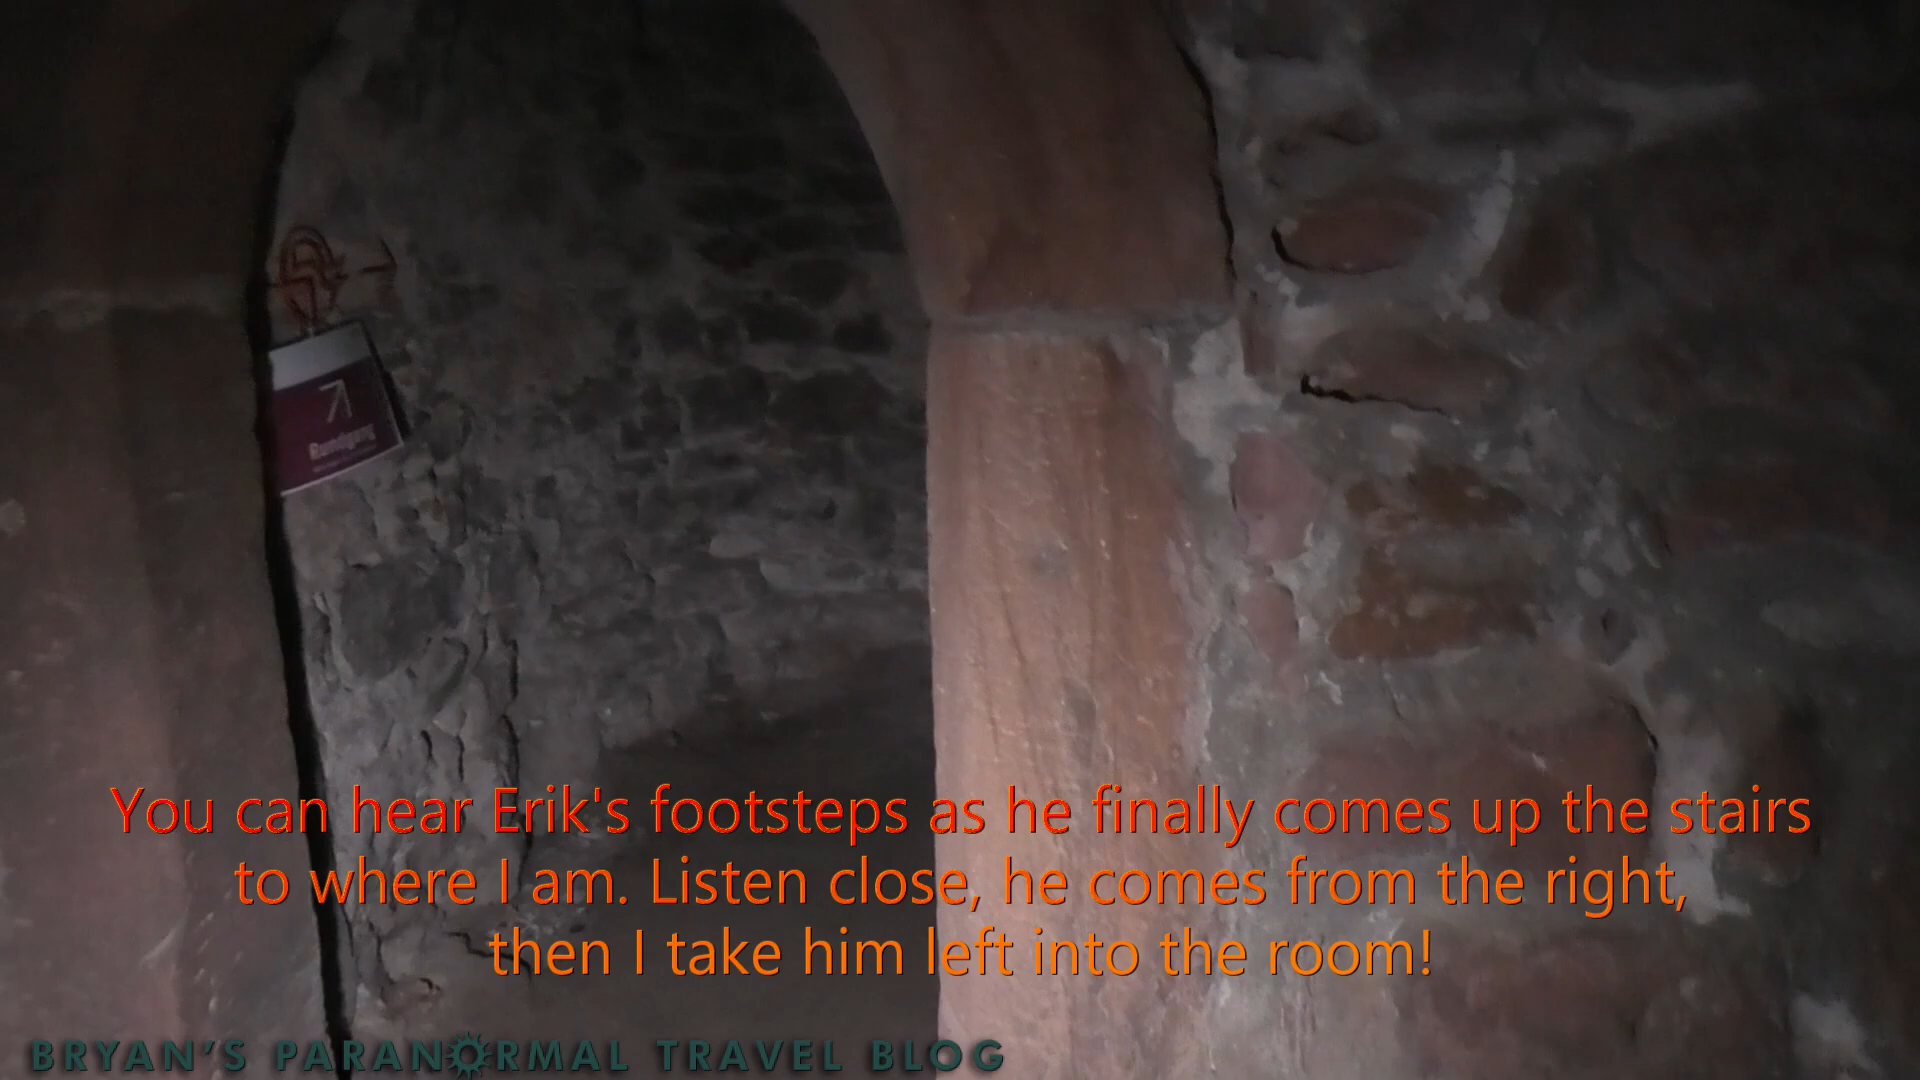 Rundgang
You can hear Erik's footsteps as he finally comes up the stairs
to where I am. Listen close, he comes from the right,
then I take him left into the room!
BRYAN'S PARANORMAL TRAVEL BLOG